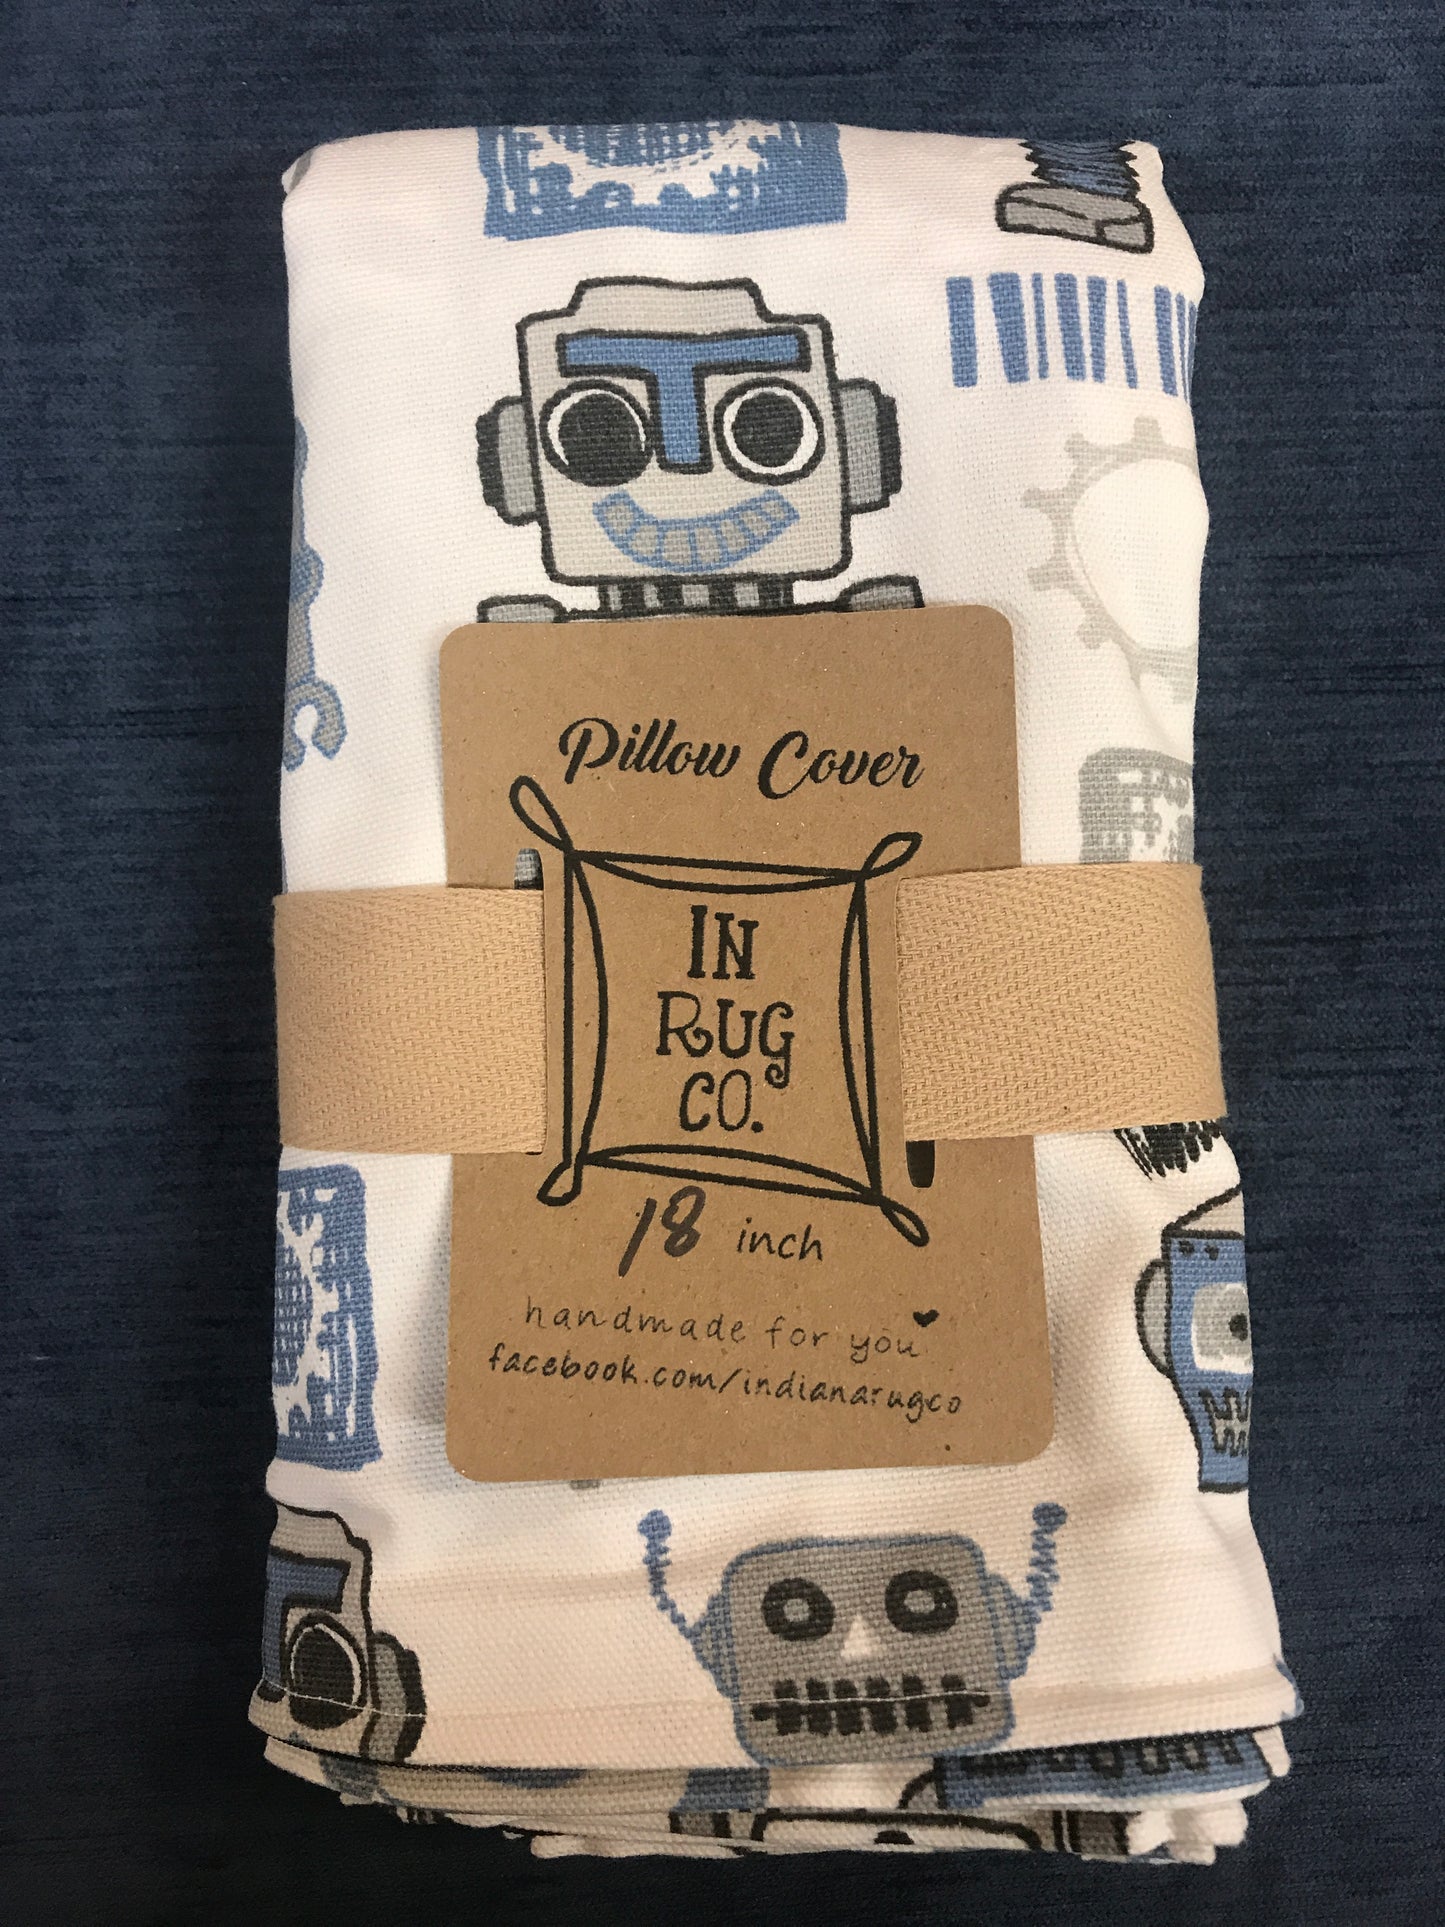 Pillow Cover
IN
RUG
CO.
18 inch
handmade for you
facebook.com/indianarugco